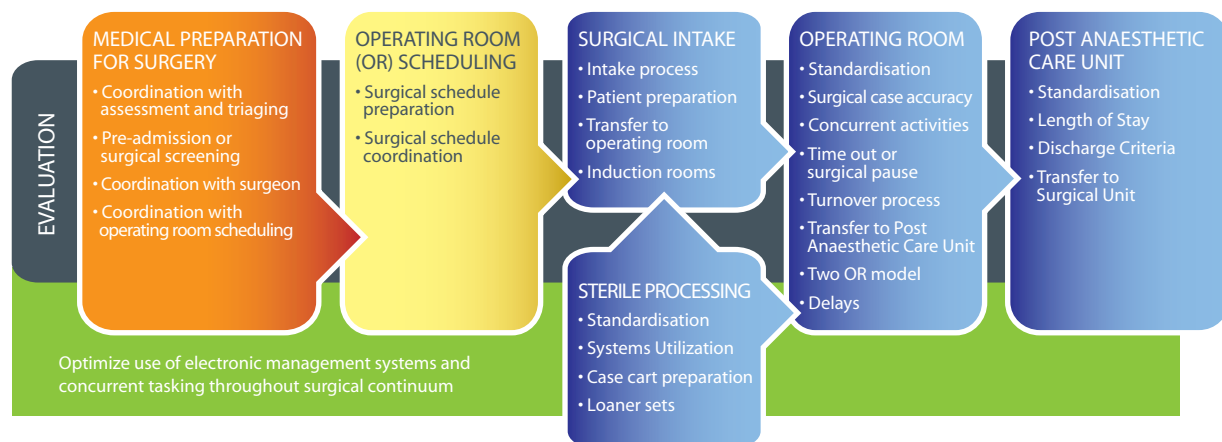 EVALUATION
MEDICAL PREPARATION
FOR SURGERY
• Coordination with
assessment and triaging
• Pre-admission or
surgical screening
• Coordination with surgeon
• Coordination with
operating room scheduling
OPERATING ROOM
(OR) SCHEDULING
• Surgical schedule
preparation
• Surgical schedule
coordination
SURGICAL INTAKE
• Intake process
• Patient preparation
• Transfer to
operating room
• Induction rooms
STERILE PROCESSING
• Standardisation
• Systems Utilization
• Case cart preparation
• Loaner sets
OPERATING ROOM
• Standardisation
• Surgical case accuracy
• Concurrent activities
• Time out or
surgical pause
• Turnover process
• Transfer to Post
Anaesthetic Care Unit
• Two OR model
• Delays
POST ANAESTHETIC
CARE UNIT
• Standardisation
• Length of Stay
• Discharge Criteria
• Transfer to
Surgical Unit
Optimize use of electronic management systems and
concurrent tasking throughout surgical continuum